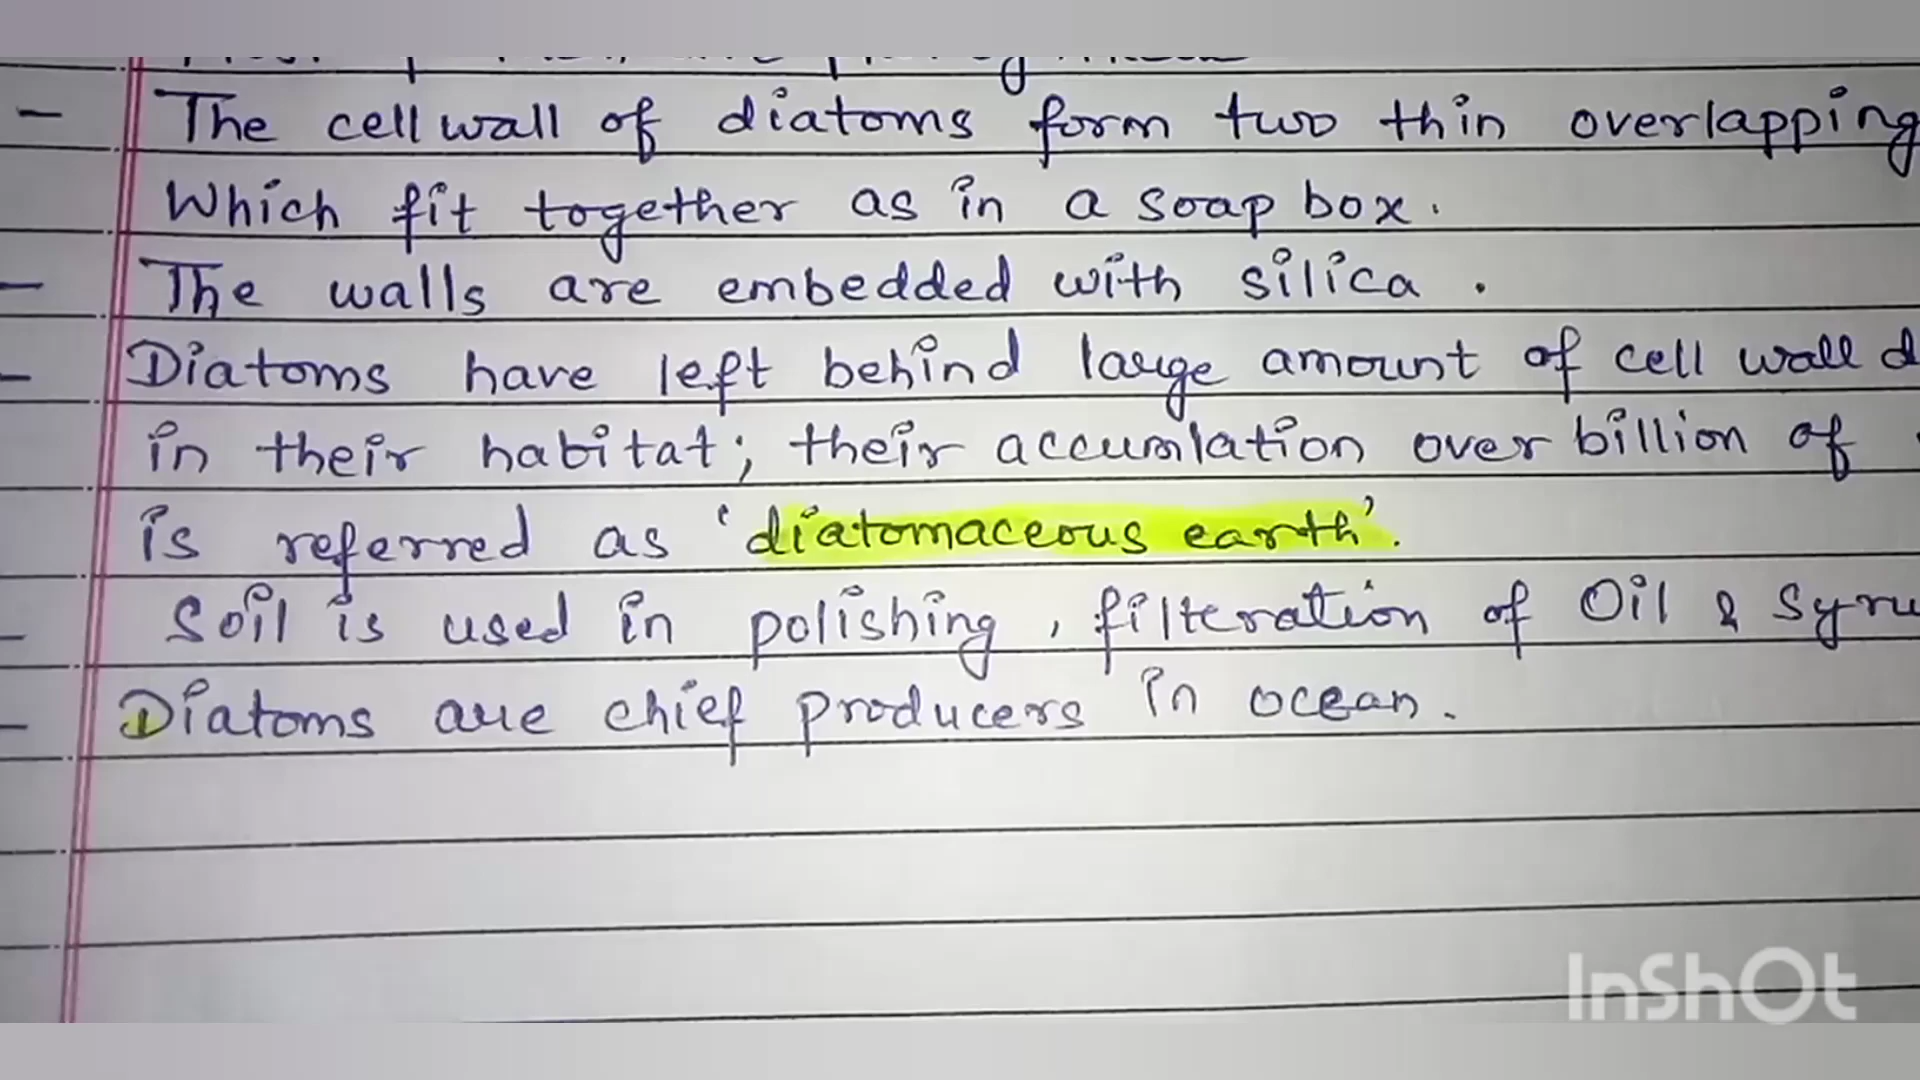 - The cell wall of diatoms form two thin overlapping
Which fit together as in a soap box.
- The walls are embedded with silica.
- Diatoms have left behind large amount of cell wall d
in their habitat; their accumlation over billion of
is referred as 'diatomaceous earth'.
- Soil is used in polishing, filteration of Oil & Syru
- Diatoms are chief producers in ocean.
InShOt